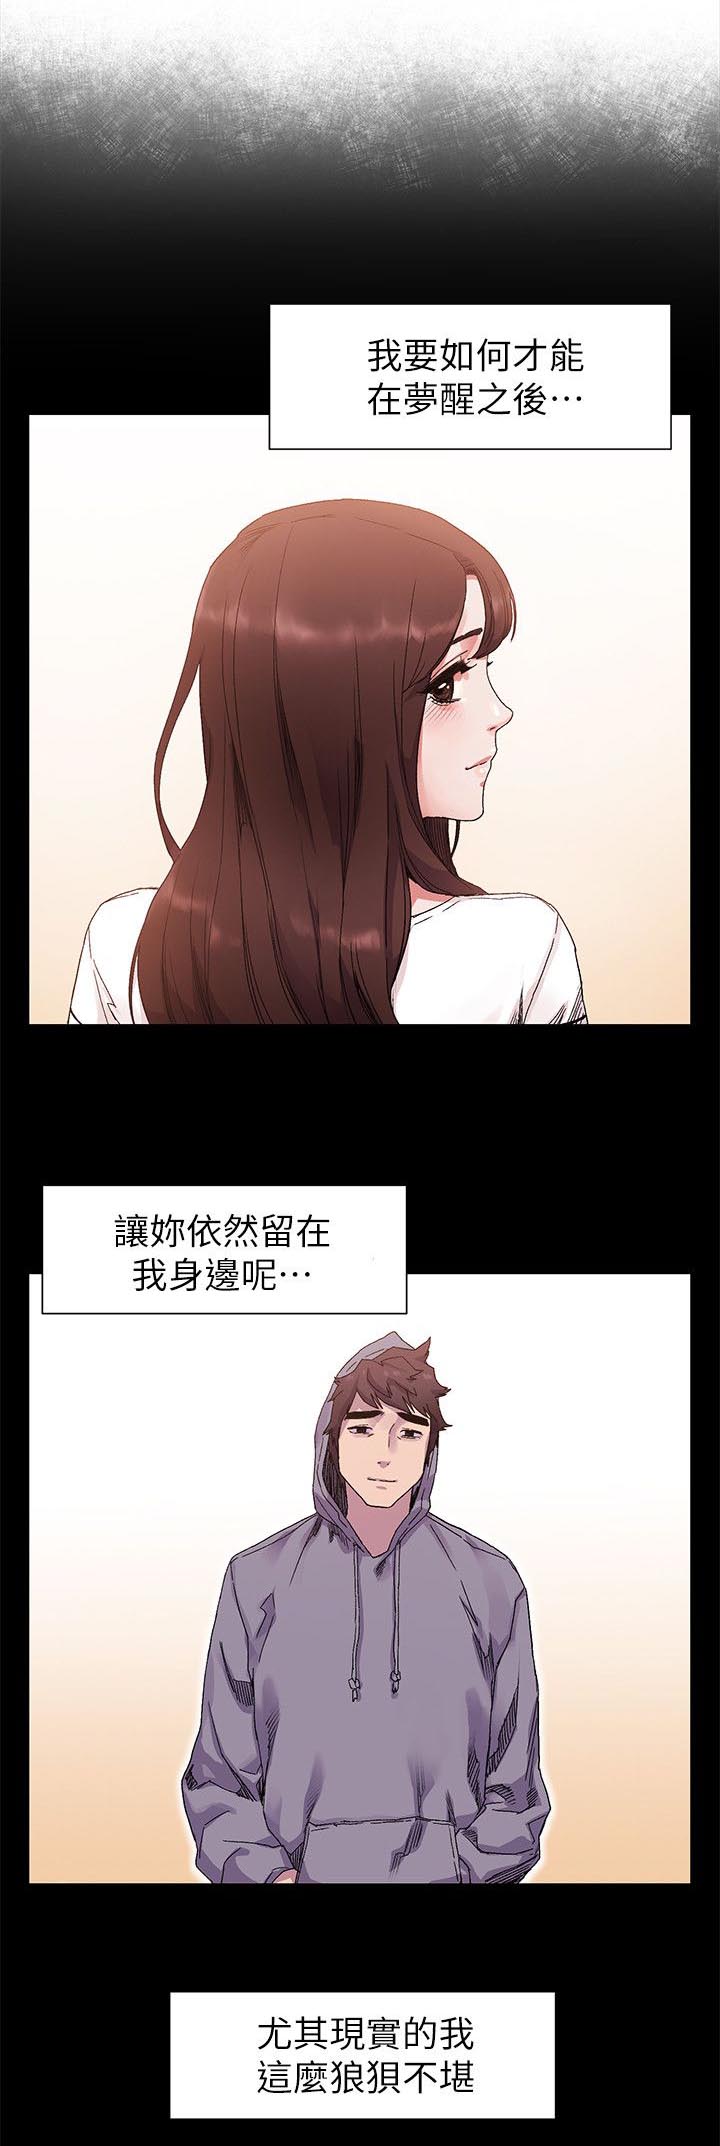 我要如何才能
在夢醒之後…
讓妳依然留在
我身邊呢…
尤其現實的我
這麼狼狽不堪